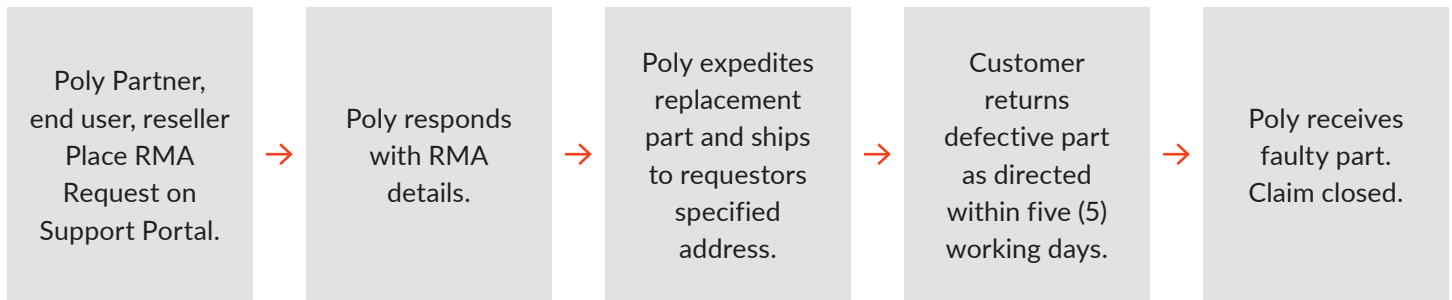 Poly Partner,
end user, reseller
Place RMA
Request on
Support Portal.
Poly responds
with RMA
details.
Poly expedites
replacement
part and ships
to requestors
specified
address.
Customer
returns
defective part
as directed
within five (5)
working days.
Poly receives
faulty part.
Claim closed.